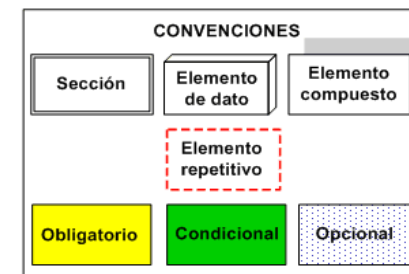 CONVENCIONES
Sección
Elemento
de dato
Elemento
compuesto
Elemento
repetitivo
Obligatorio
Condicional
Opcional